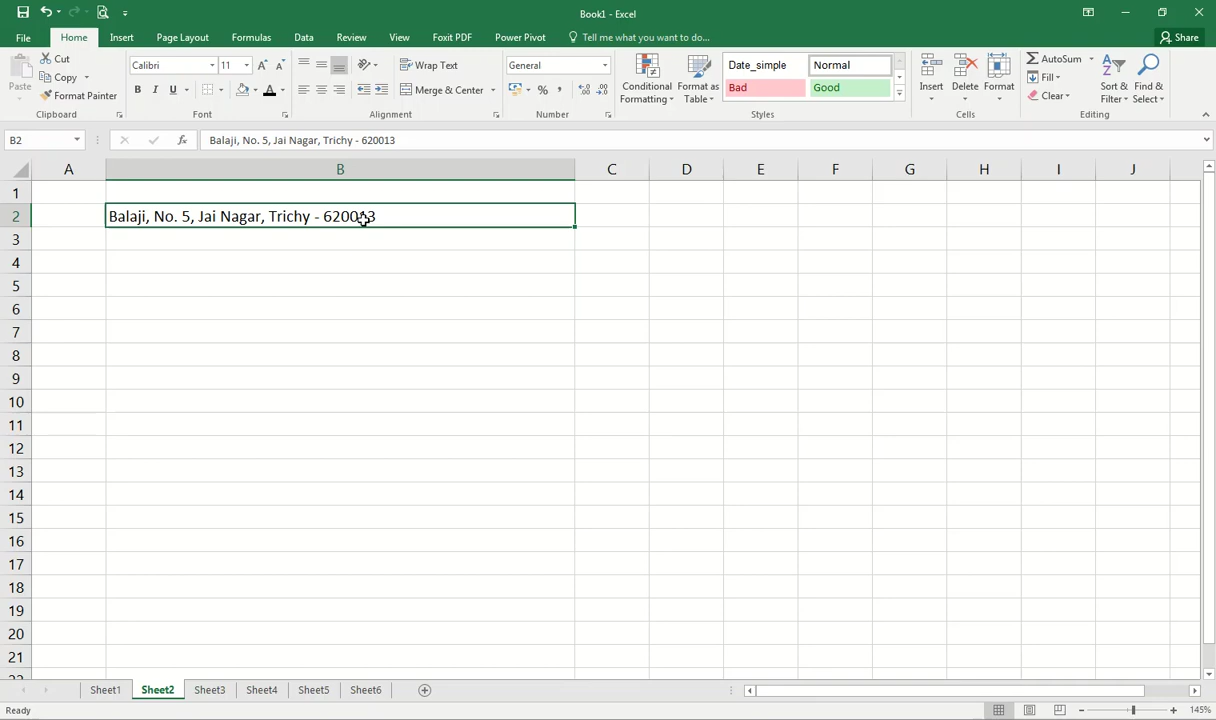 Book1 - Excel
File Home Insert Page Layout Formulas Data Review View Foxit PDF Power Pivot Tell me what you want to do... Share
Paste Cut Copy Format Painter Clipboard
Calibri 11 B I U A Font
Wrap Text Merge & Center Alignment
General % , Number
Conditional Formatting Format as Table Date_simple Normal Bad Good Styles
Insert Delete Format Cells
AutoSum Fill Clear Sort & Filter Find & Select Editing
B2 fx Balaji, No. 5, Jai Nagar, Trichy - 620013
A B C D E F G H I J
1
2 Balaji, No. 5, Jai Nagar, Trichy - 620013
3
4
5
6
7
8
9
10
11
12
13
14
15
16
17
18
19
20
21
Sheet1 Sheet2 Sheet3 Sheet4 Sheet5 Sheet6
Ready 145%